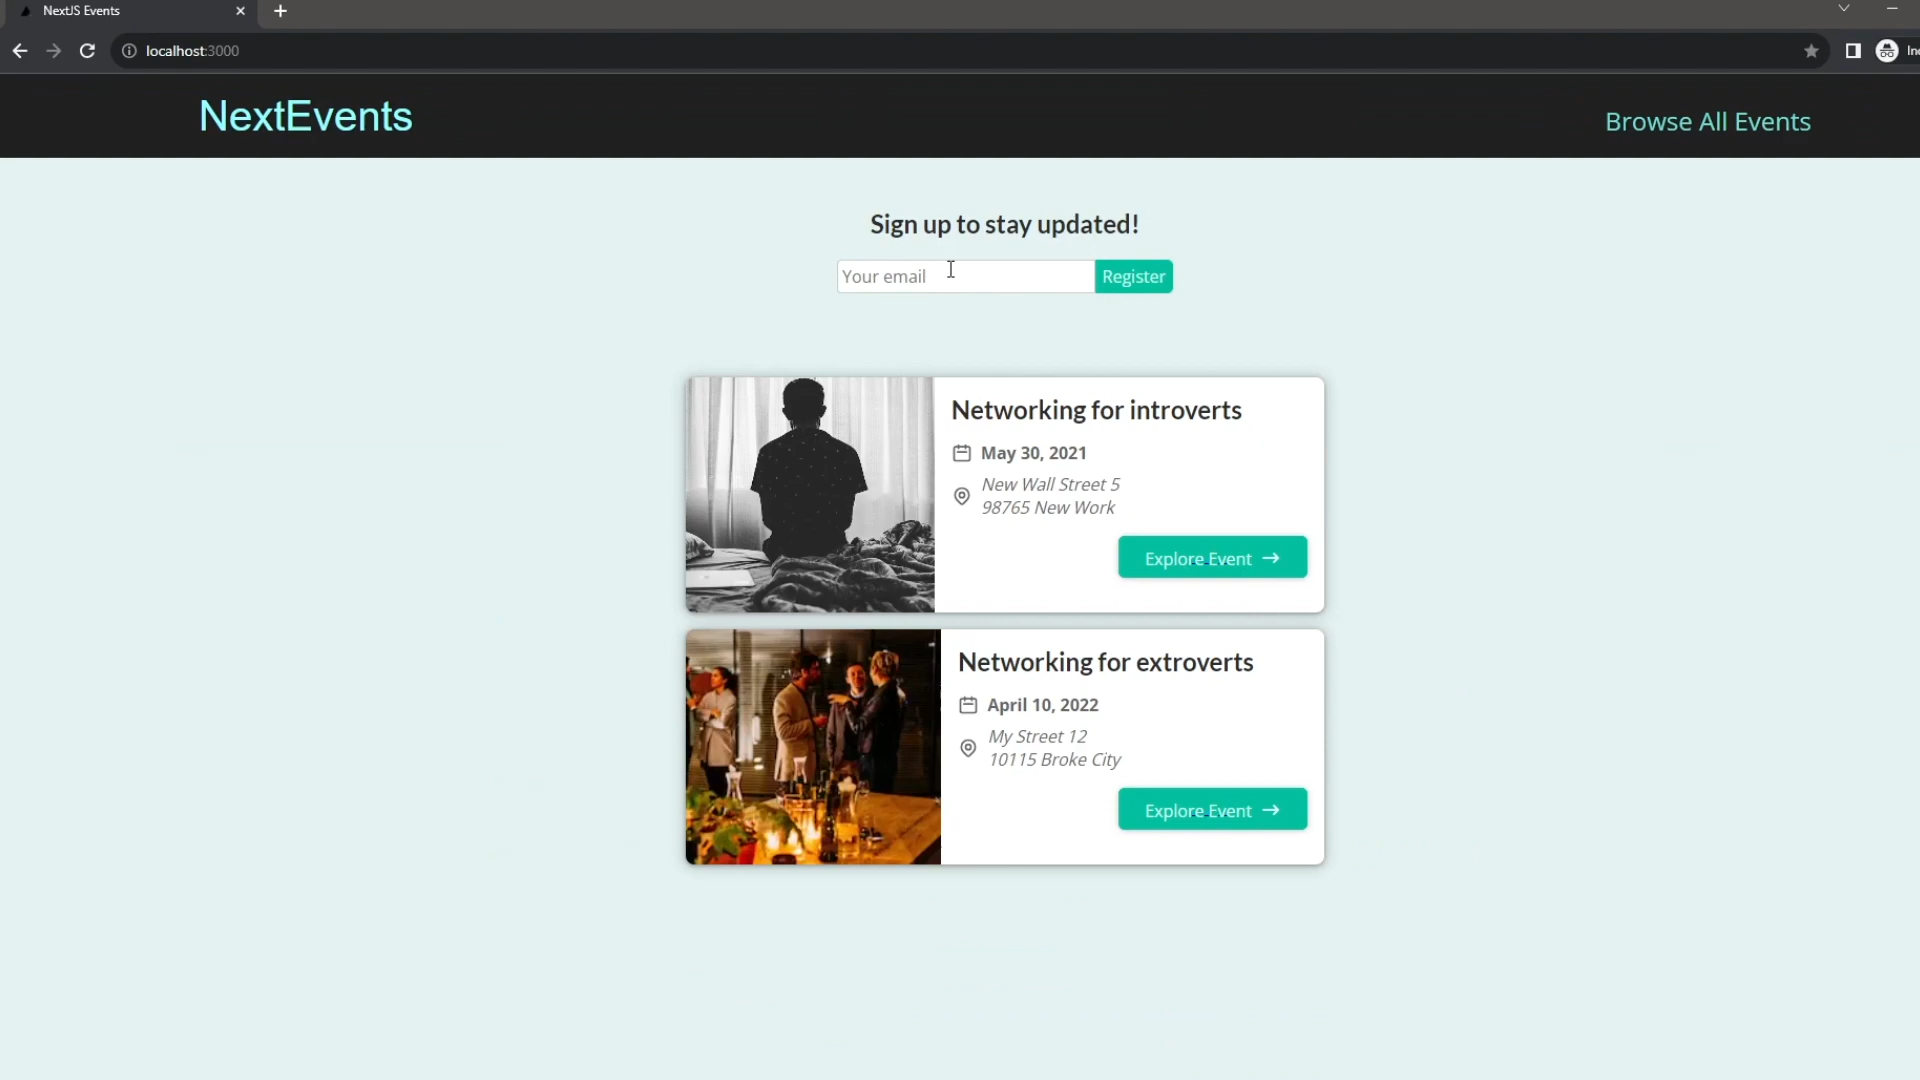 NextJS Events
localhost:3000
NextEvents
Browse All Events
Sign up to stay updated!
Your email
Register
Networking for introverts
May 30, 2021
New Wall Street 5
98765 New Work
Explore Event
Networking for extroverts
April 10, 2022
My Street 12
10115 Broke City
Explore Event